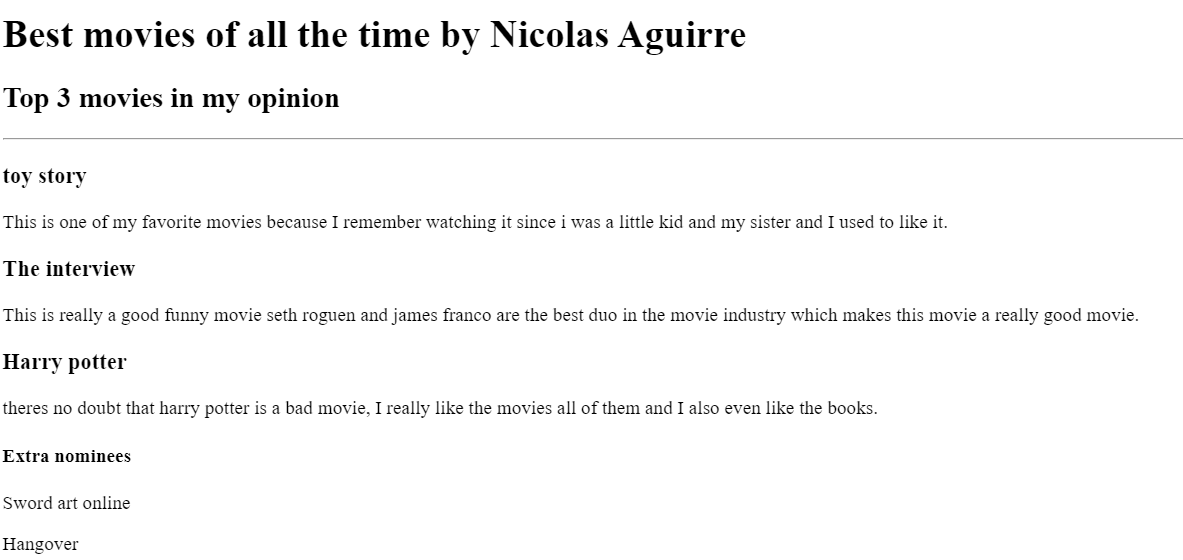 Best movies of all the time by Nicolas Aguirre
Top 3 movies in my opinion
toy story
This is one of my favorite movies because I remember watching it since i was a little kid and my sister and I used to like it.
The interview
This is really a good funny movie seth roguen and james franco are the best duo in the movie industry which makes this movie a really good movie.
Harry potter
theres no doubt that harry potter is a bad movie, I really like the movies all of them and I also even like the books.
Extra nominees
Sword art online
Hangover